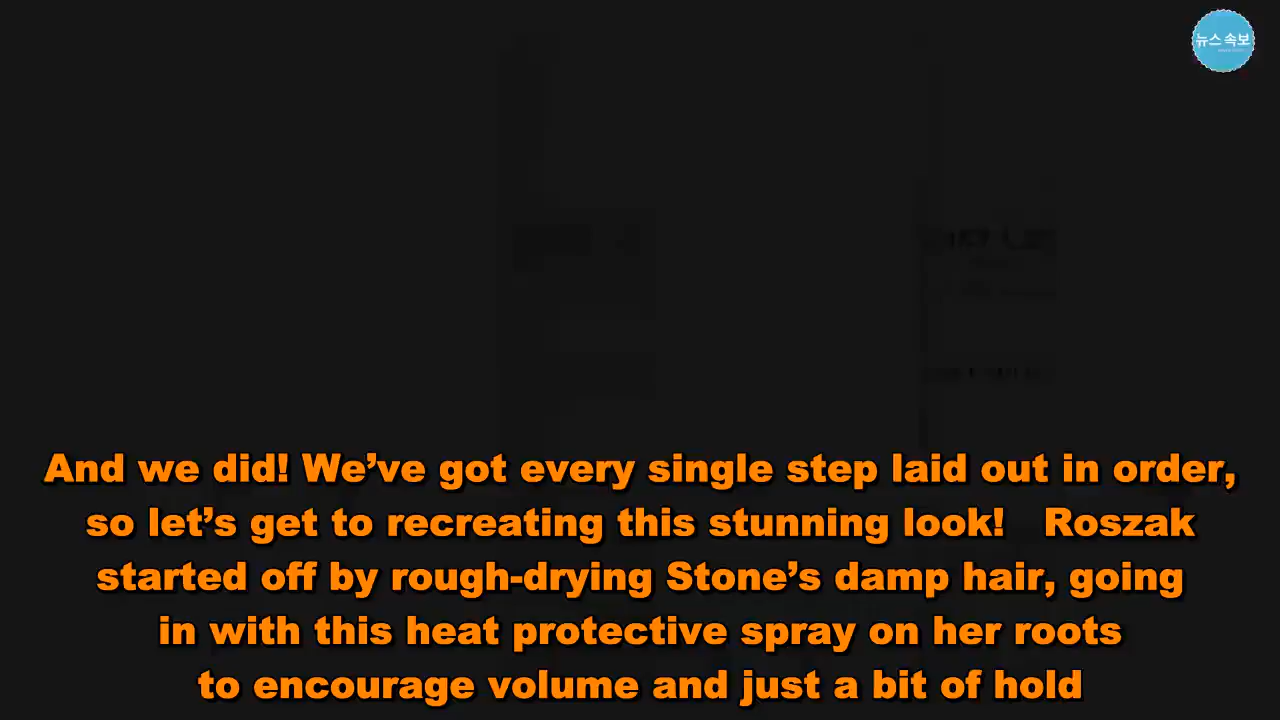 뉴스 속보
And we did! We’ve got every single step laid out in order,
so let’s get to recreating this stunning look! Roszak
started off by rough-drying Stone’s damp hair, going
in with this heat protective spray on her roots
to encourage volume and just a bit of hold